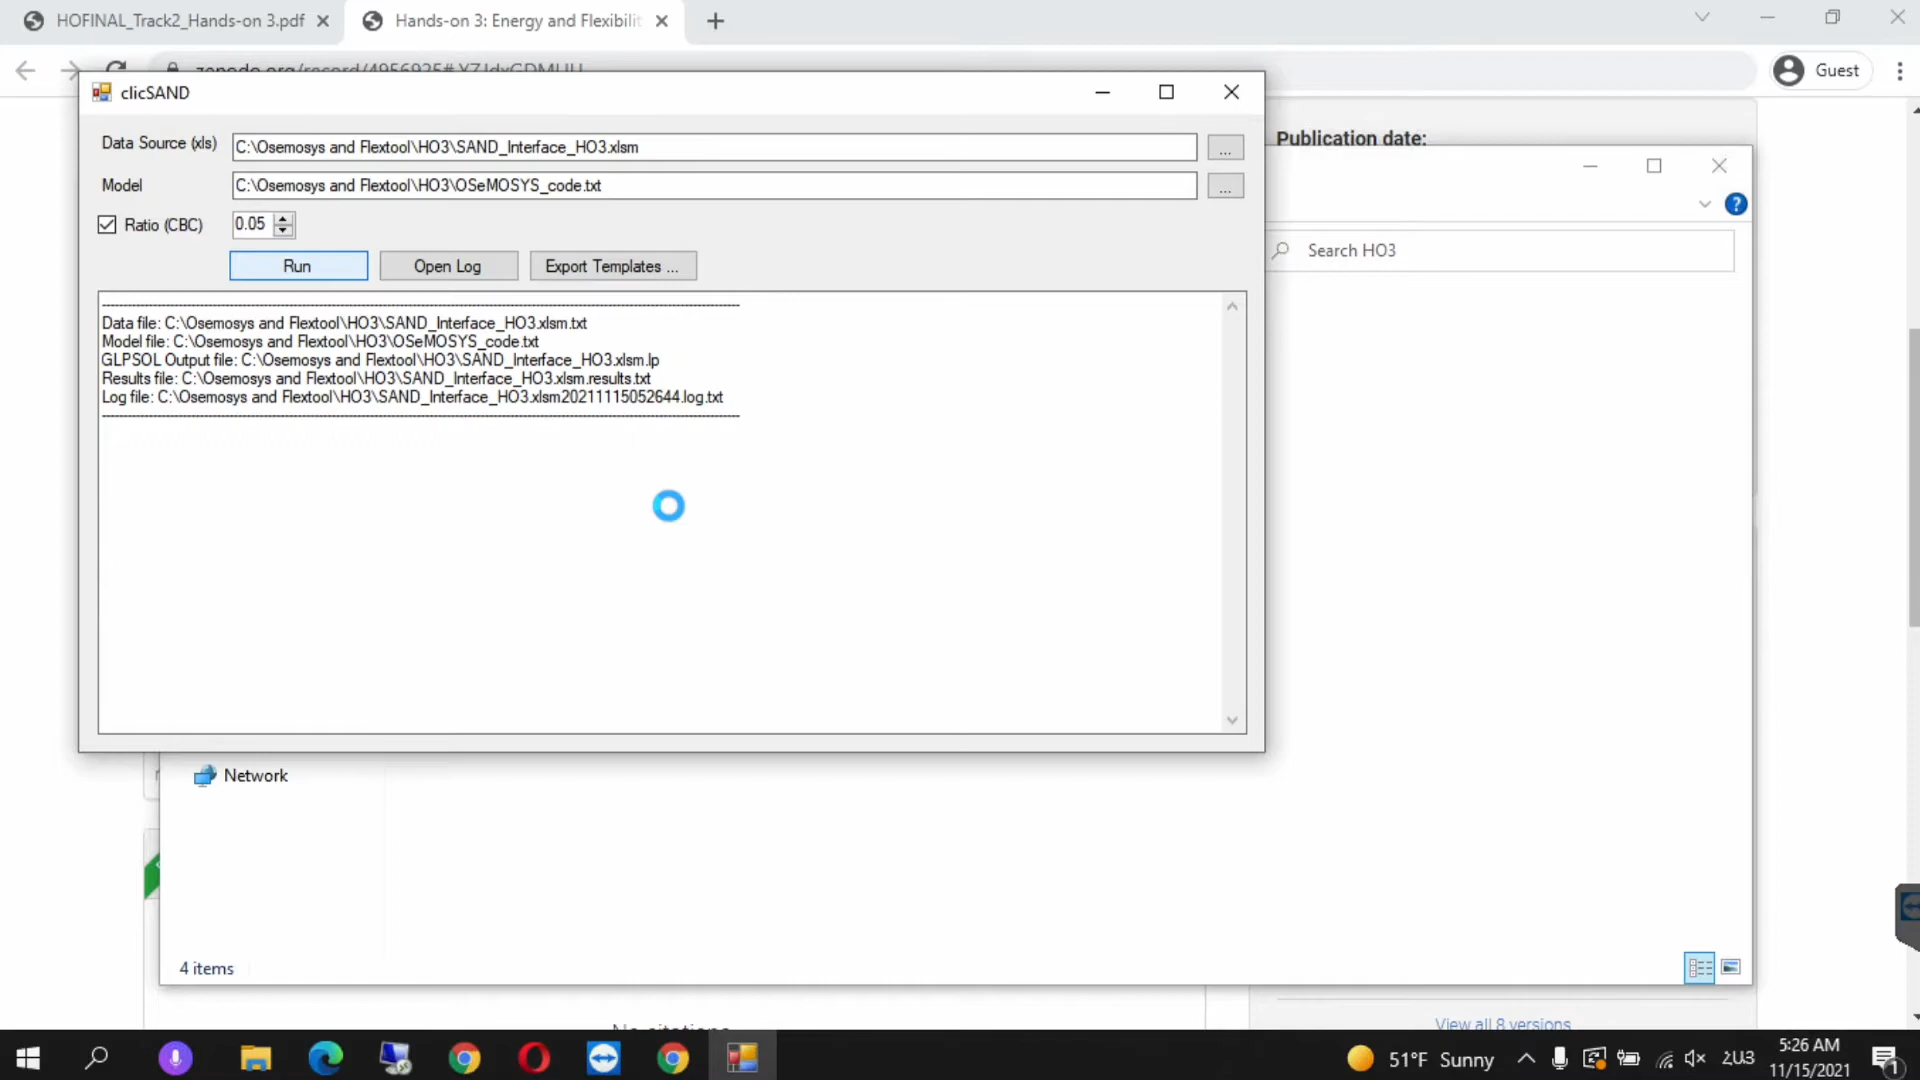 HOFINAL_Track2_Hands-on 3.pdf
Hands-on 3: Energy and Flexibilit
Guest
clicSAND
Data Source (xls)
C:\Osemosys and Flextool\HO3\SAND_Interface_HO3.xlsm
...
Model
C:\Osemosys and Flextool\HO3\OSeMOSYS_code.txt
...
Ratio (CBC)
0.05
Run
Open Log
Export Templates ...
Data file: C:\Osemosys and Flextool\HO3\SAND_Interface_HO3.xlsm.txt
Model file: C:\Osemosys and Flextool\HO3\OSeMOSYS_code.txt
GLPSOL Output file: C:\Osemosys and Flextool\HO3\SAND_Interface_HO3.xlsm.lp
Results file: C:\Osemosys and Flextool\HO3\SAND_Interface_HO3.xlsm.results.txt
Log file: C:\Osemosys and Flextool\HO3\SAND_Interface_HO3.xlsm20211115052644.log.txt
Publication date:
?
Search HO3
Network
4 items
No citations
View all 8 versions
51°F Sunny
ՀԱՅ
5:26 AM
11/15/2021
1